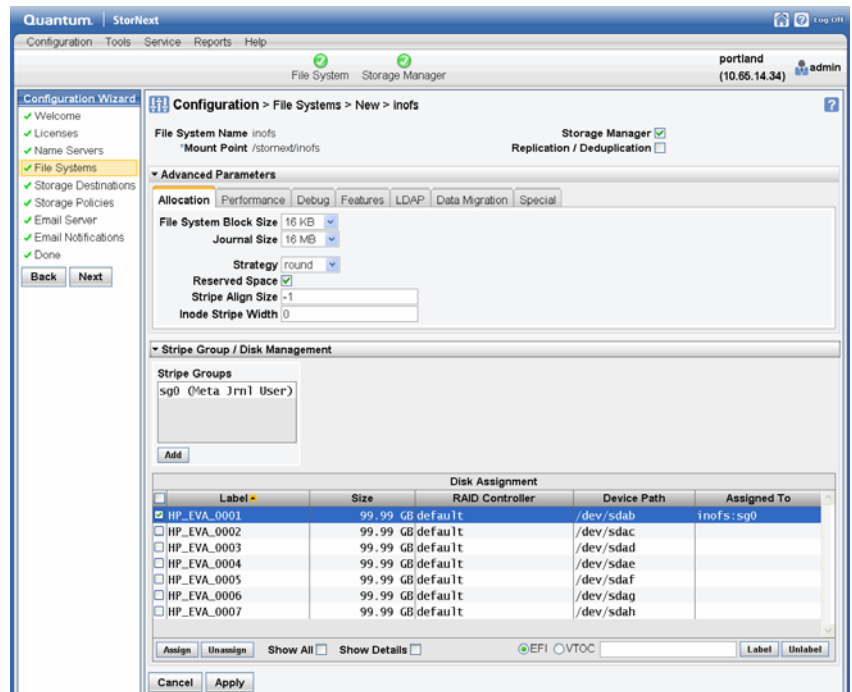 Quantum. StorNext Log Off
Configuration Tools Service Reports Help
File System Storage Manager portland (10.65.14.34) admin
Configuration Wizard
Welcome
Licenses
Name Servers
File Systems
Storage Destinations
Storage Policies
Email Server
Email Notifications
Done
Back Next
Configuration > File Systems > New > inofs
File System Name inofs
*Mount Point /stornext/inofs
Storage Manager
Replication / Deduplication
Advanced Parameters
Allocation Performance Debug Features LDAP Data Migration Special
File System Block Size 16 KB
Journal Size 16 MB
Strategy round
Reserved Space
Stripe Align Size -1
Inode Stripe Width 0
Stripe Group / Disk Management
Stripe Groups
sg0 (Meta Jrnl User)
Add
Disk Assignment
Label Size RAID Controller Device Path Assigned To
HP_EVA_0001 99.99 GB default /dev/sdab inofs:sg0
HP_EVA_0002 99.99 GB default /dev/sdac
HP_EVA_0003 99.99 GB default /dev/sdad
HP_EVA_0004 99.99 GB default /dev/sdae
HP_EVA_0005 99.99 GB default /dev/sdaf
HP_EVA_0006 99.99 GB default /dev/sdag
HP_EVA_0007 99.99 GB default /dev/sdah
Assign Unassign Show All Show Details EFI VTOC Label Unlabel
Cancel Apply